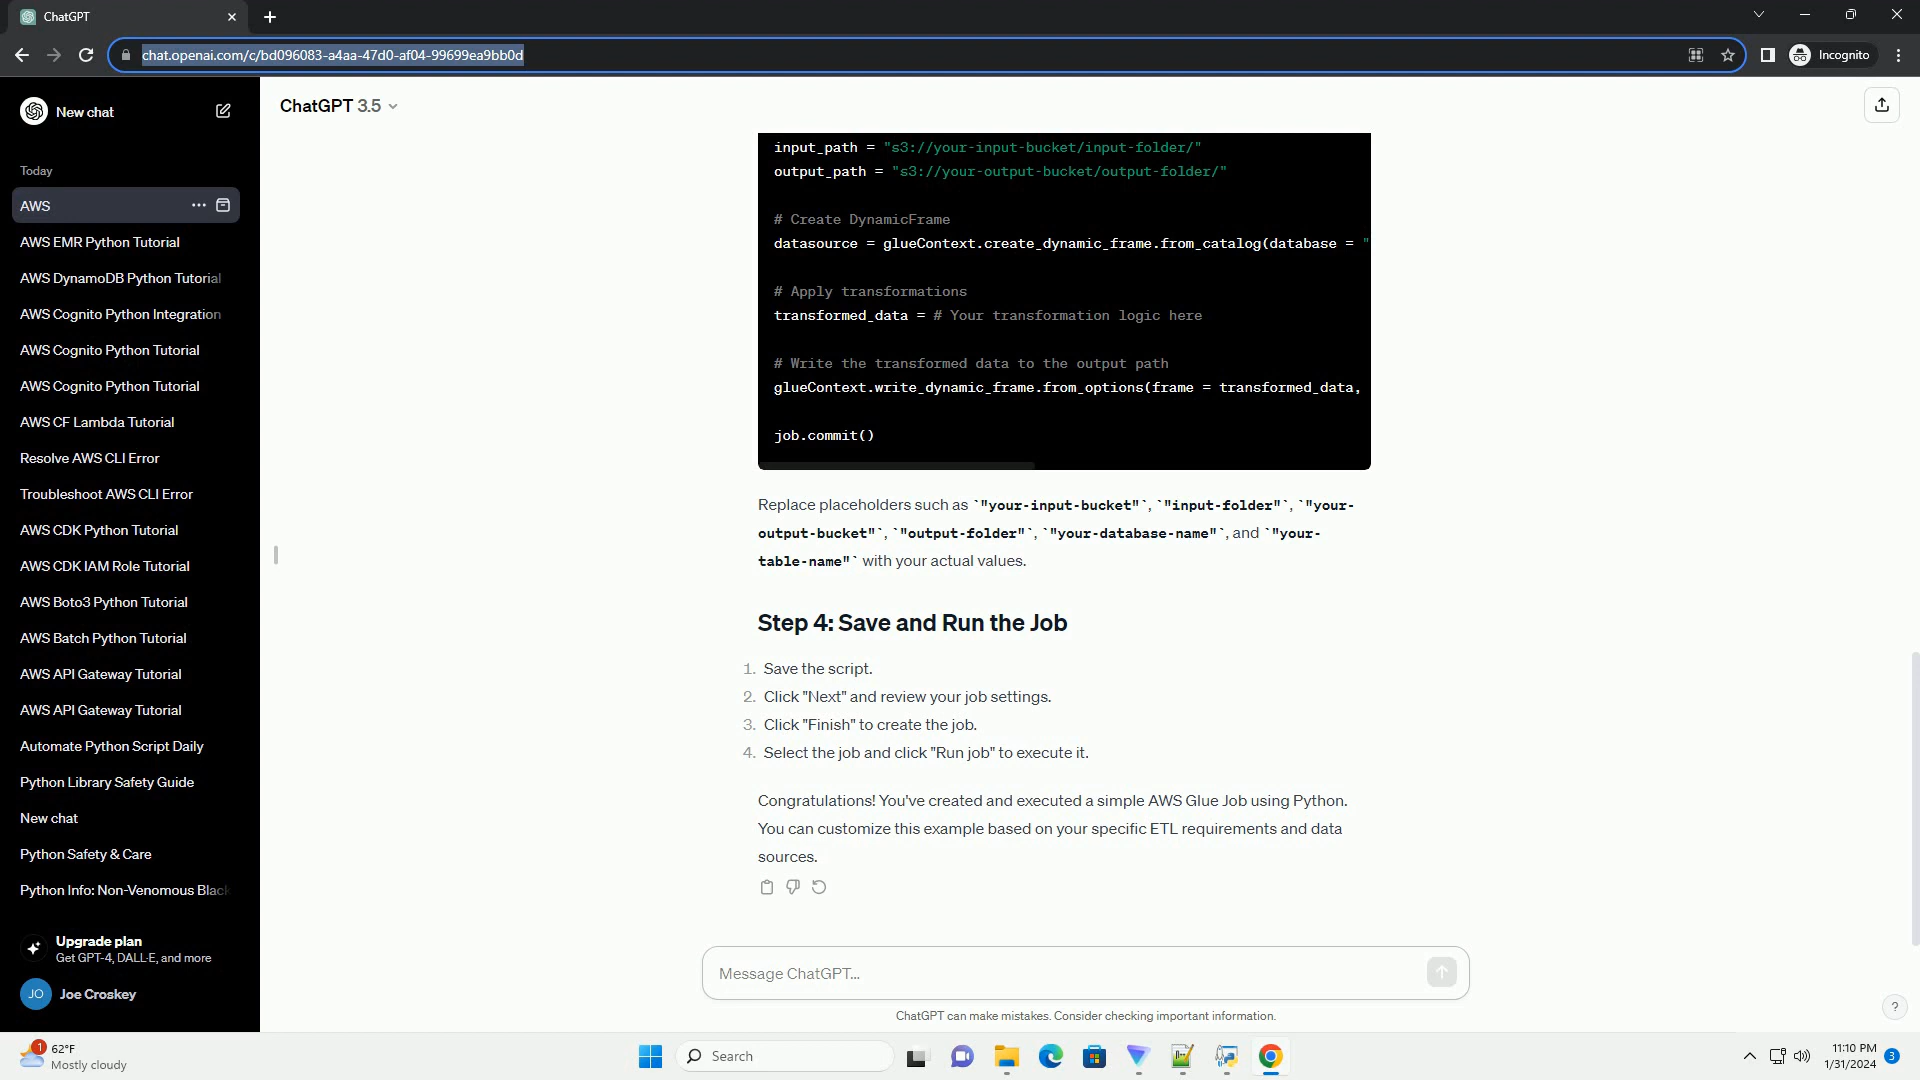 ChatGPT
chat.openai.com/c/bd096083-a4aa-47d0-af04-99699ea9bb0d
Incognito
New chat
Today
AWS
AWS EMR Python Tutorial
AWS DynamoDB Python Tutorial
AWS Cognito Python Integration
AWS Cognito Python Tutorial
AWS Cognito Python Tutorial
AWS CF Lambda Tutorial
Resolve AWS CLI Error
Troubleshoot AWS CLI Error
AWS CDK Python Tutorial
AWS CDK IAM Role Tutorial
AWS Boto3 Python Tutorial
AWS Batch Python Tutorial
AWS API Gateway Tutorial
AWS API Gateway Tutorial
Automate Python Script Daily
Python Library Safety Guide
New chat
Python Safety & Care
Python Info: Non-Venomous Black
Upgrade plan
Get GPT-4, DALL·E, and more
JO Joe Croskey
ChatGPT 3.5
input_path = "s3://your-input-bucket/input-folder/"
output_path = "s3://your-output-bucket/output-folder/"
# Create DynamicFrame
datasource = glueContext.create_dynamic_frame.from_catalog(database = "
# Apply transformations
transformed_data = # Your transformation logic here
# Write the transformed data to the output path
glueContext.write_dynamic_frame.from_options(frame = transformed_data,
job.commit()
Replace placeholders such as `"your-input-bucket"`, `"input-folder"`, `"your-
output-bucket"`, `"output-folder"`, `"your-database-name"`, and `"your-
table-name"` with your actual values.
Step 4: Save and Run the Job
1. Save the script.
2. Click "Next" and review your job settings.
3. Click "Finish" to create the job.
4. Select the job and click "Run job" to execute it.
Congratulations! You've created and executed a simple AWS Glue Job using Python.
You can customize this example based on your specific ETL requirements and data
sources.
Message ChatGPT...
ChatGPT can make mistakes. Consider checking important information.
?
1
62°F
Mostly cloudy
Search
11:10 PM
1/31/2024
3